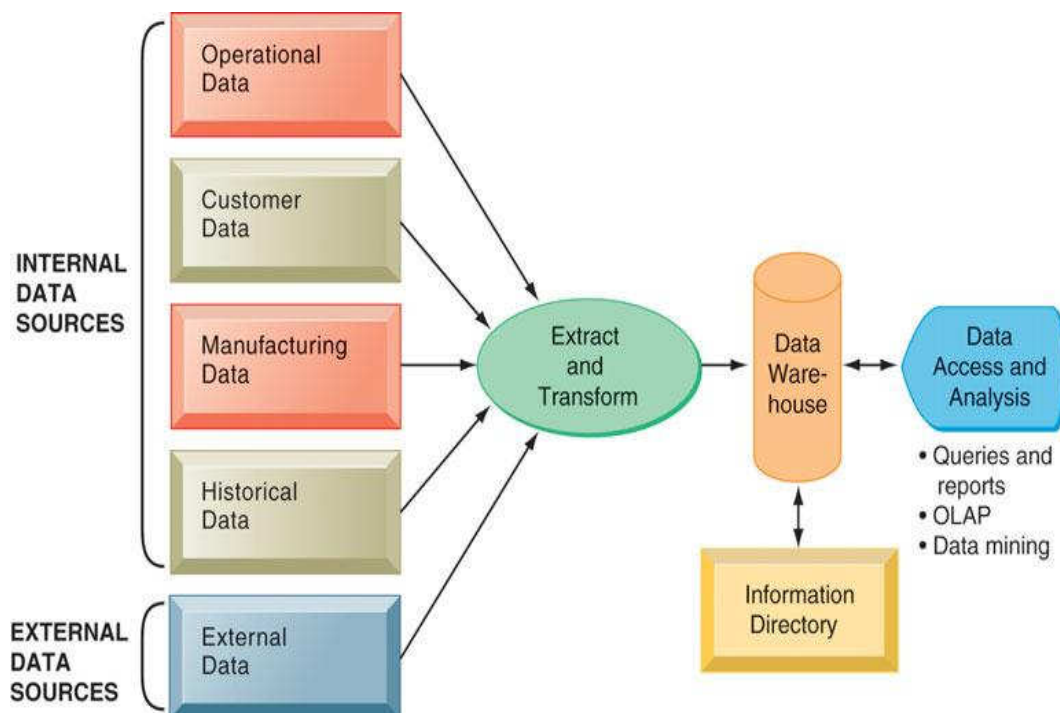 INTERNAL
DATA
SOURCES
Operational
Data
Customer
Data
Manufacturing
Data
Historical
Data
EXTERNAL
DATA
SOURCES
External
Data
Extract
and
Transform
Data
Ware-
house
Data
Access and
Analysis
• Queries and
reports
• OLAP
• Data mining
Information
Directory